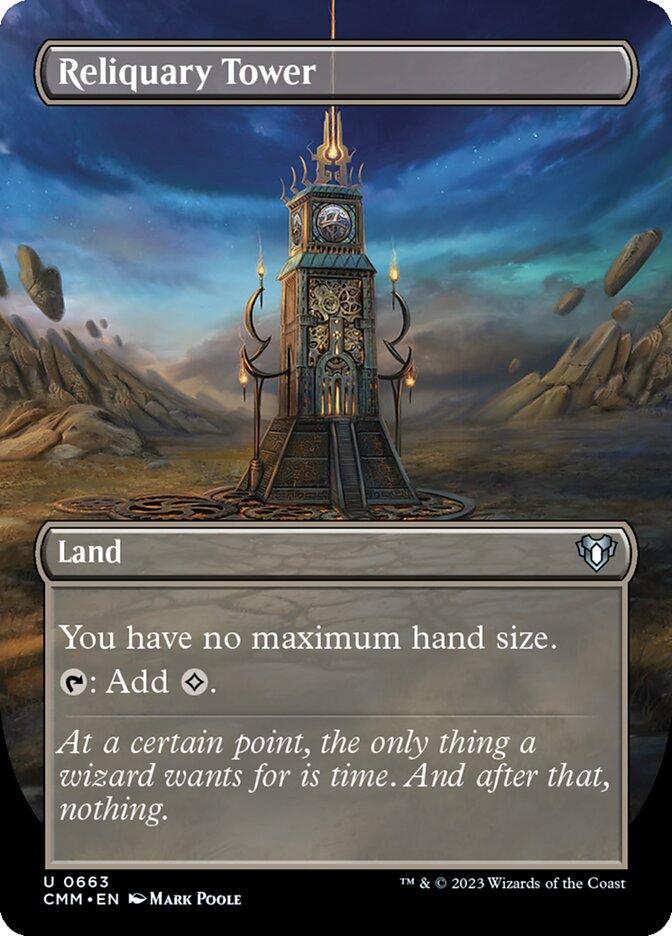 Reliquary Tower
Land
You have no maximum hand size.
: Add .
At a certain point, the only thing a
wizard wants for is time. And after that,
nothing.
U 0663
CMM • EN Mark Poole
™ & © 2023 Wizards of the Coast